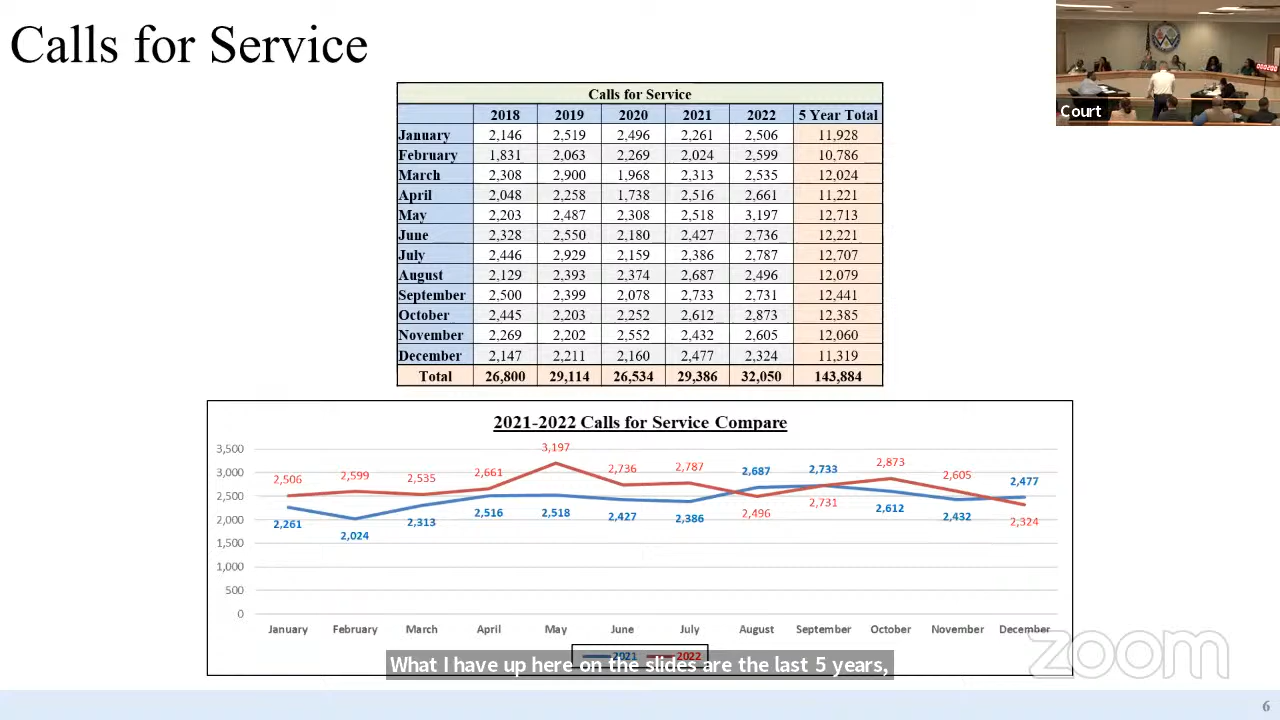 Calls for Service
Court
Calls for Service
2018 2019 2020 2021 2022 5 Year Total
January 2,146 2,519 2,496 2,261 2,506 11,928
February 1,831 2,063 2,269 2,024 2,599 10,786
March 2,308 2,900 1,968 2,313 2,535 12,024
April 2,048 2,258 1,738 2,516 2,661 11,221
May 2,203 2,487 2,308 2,518 3,197 12,713
June 2,328 2,550 2,180 2,427 2,736 12,221
July 2,446 2,929 2,159 2,386 2,787 12,707
August 2,129 2,393 2,374 2,687 2,496 12,079
September 2,500 2,399 2,078 2,733 2,731 12,441
October 2,445 2,203 2,252 2,612 2,873 12,385
November 2,269 2,202 2,552 2,432 2,605 12,060
December 2,147 2,211 2,160 2,477 2,324 11,319
Total 26,800 29,114 26,534 29,386 32,050 143,884
2021-2022 Calls for Service Compare
3,500
3,000
2,500
2,000
1,500
1,000
500
0
2,506 2,599 2,535 2,661 3,197 2,736 2,787 2,687 2,733 2,873 2,605 2,477
2,261 2,024 2,313 2,516 2,518 2,427 2,386 2,496 2,731 2,612 2,432 2,324
January February March April May June July August September October November December
2021 2022
What I have up here on the slides are the last 5 years,
zoom
6